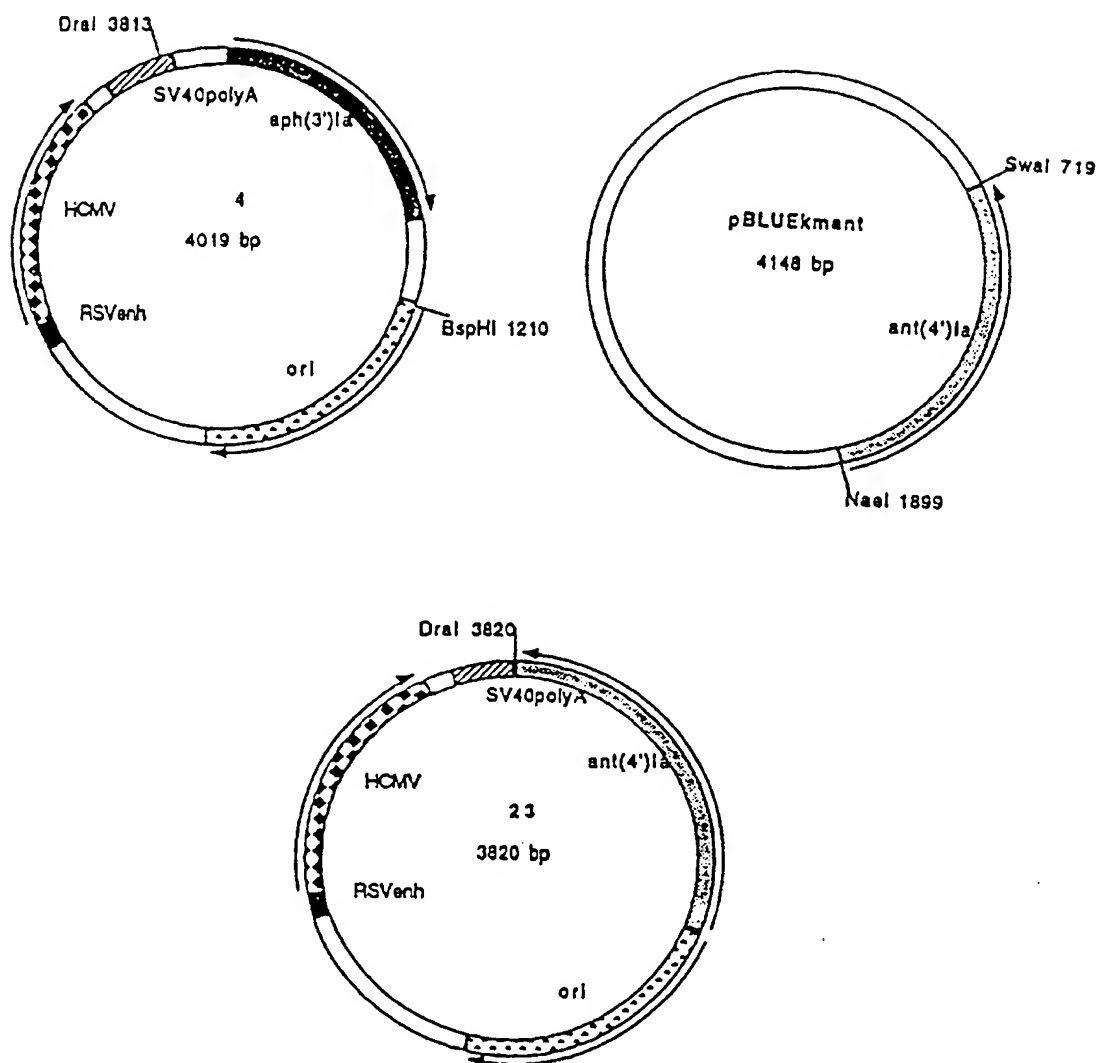 DraI 3813
SV40polyA
aph(3')Ia
HCMV
4
4019 bp
RSVenh
BspHI 1210
ori
SwaI 719
pBLUEkmant
4148 bp
ant(4')Ia
NaeI 1899
DraI 3820
SV40polyA
ant(4')Ia
HCMV
23
3820 bp
RSVenh
ori